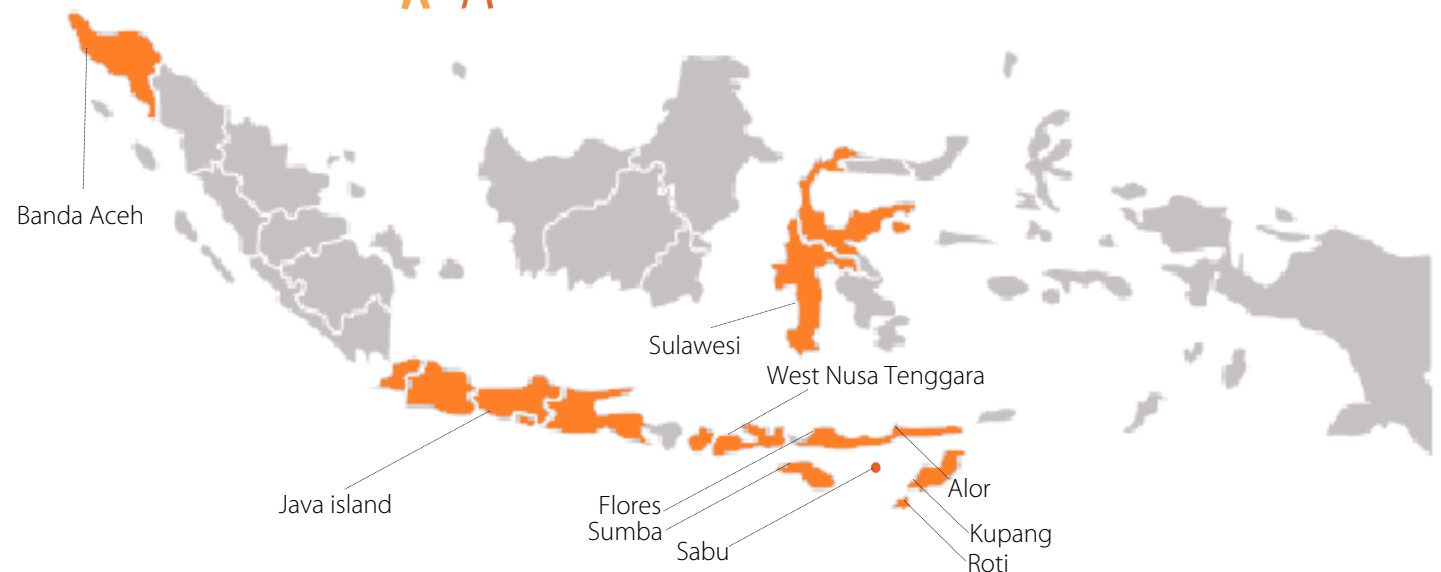 Banda Aceh
Sulawesi
West Nusa Tenggara
Java island
Flores
Sumba
Sabu
Alor
Kupang
Roti